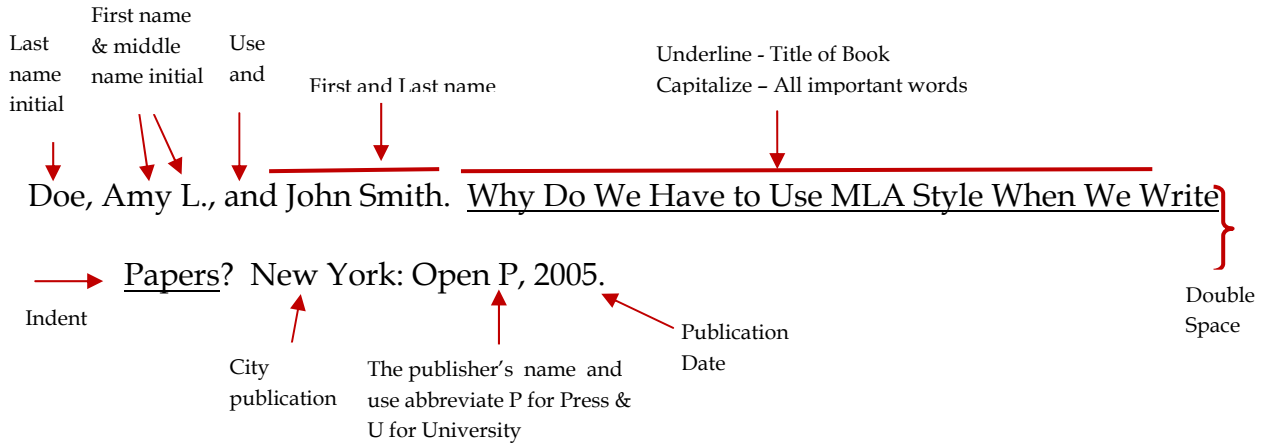 First name
& middle
name initial
Last
name
initial
Use
and
First and Last name
Underline - Title of Book
Capitalize – All important words
Doe, Amy L., and John Smith. Why Do We Have to Use MLA Style When We Write
Papers? New York: Open P, 2005.
Indent
Double
Space
City
publication
The publisher's name and
use abbreviate P for Press &
U for University
Publication
Date